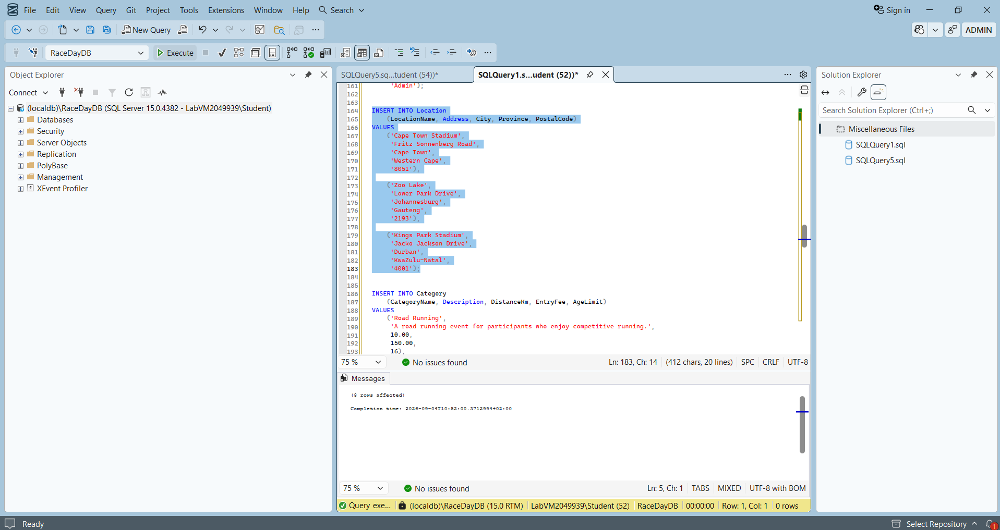 File Edit View Query Git Project Tools Extensions Window Help Search Sign in
New Query ADMIN
RaceDayDB Execute
Object Explorer
Connect
(localdb)\RaceDayDB (SQL Server 15.0.4382 - LabVM2049939\Student)
Databases
Security
Server Objects
Replication
PolyBase
Management
XEvent Profiler
SQLQuery5.sq...tudent (54))* SQLQuery1.s...udent (52))*
161 'Admin');
162
163
164 INSERT INTO Location
165 (LocationName, Address, City, Province, PostalCode)
166 VALUES
167 ('Cape Town Stadium',
168 'Fritz Sonnenberg Road',
169 'Cape Town',
170 'Western Cape',
171 '8051'),
172
173 ('Zoo Lake',
174 'Lower Park Drive',
175 'Johannesburg',
176 'Gauteng',
177 '2193'),
178
179 ('Kings Park Stadium',
180 'Jacko Jackson Drive',
181 'Durban',
182 'KwaZulu-Natal',
183 '4001');
184
185
186 INSERT INTO Category
187 (CategoryName, Description, DistanceKm, EntryFee, AgeLimit)
188 VALUES
189 ('Road Running',
190 'A road running event for participants who enjoy competitive running.',
191 10.00,
192 150.00,
193 16),
75 % No issues found Ln: 183, Ch: 14 (412 chars, 20 lines) SPC CRLF UTF-8
Messages
(3 rows affected)
Completion time: 2026-09-04T10:52:00.3712994+02:00
75 % No issues found Ln: 5, Ch: 1 TABS MIXED UTF-8 with BOM
Query exe... (localdb)\RaceDayDB (15.0 RTM) LabVM2049939\Student (52) RaceDayDB 00:00:00 Row: 1, Col: 1 0 rows
Solution Explorer
Search Solution Explorer (Ctrl+;)
Miscellaneous Files
SQLQuery1.sql
SQLQuery5.sql
Ready Select Repository 1